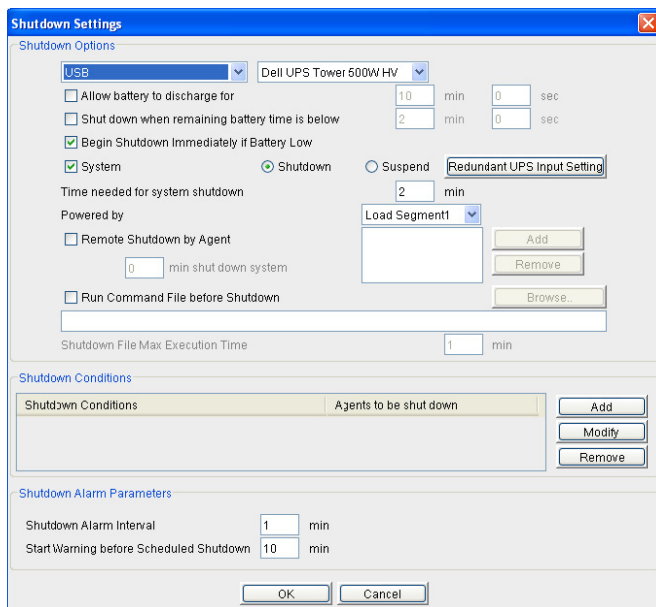 Shutdown Settings
Shutdown Options
USB Dell UPS Tower 500W HV
Allow battery to discharge for 10 min 0 sec
Shut down when remaining battery time is below 2 min 0 sec
Begin Shutdown Immediately if Battery Low
System Shutdown Suspend Redundant UPS Input Setting
Time needed for system shutdown 2 min
Powered by Load Segment1
Remote Shutdown by Agent Add
0 min shut down system Remove
Run Command File before Shutdown Browse..
Shutdown File Max Execution Time 1 min
Shutdown Conditions
Shutdown Conditions Agents to be shut down Add
Modify
Remove
Shutdown Alarm Parameters
Shutdown Alarm Interval 1 min
Start Warning before Scheduled Shutdown 10 min
OK Cancel